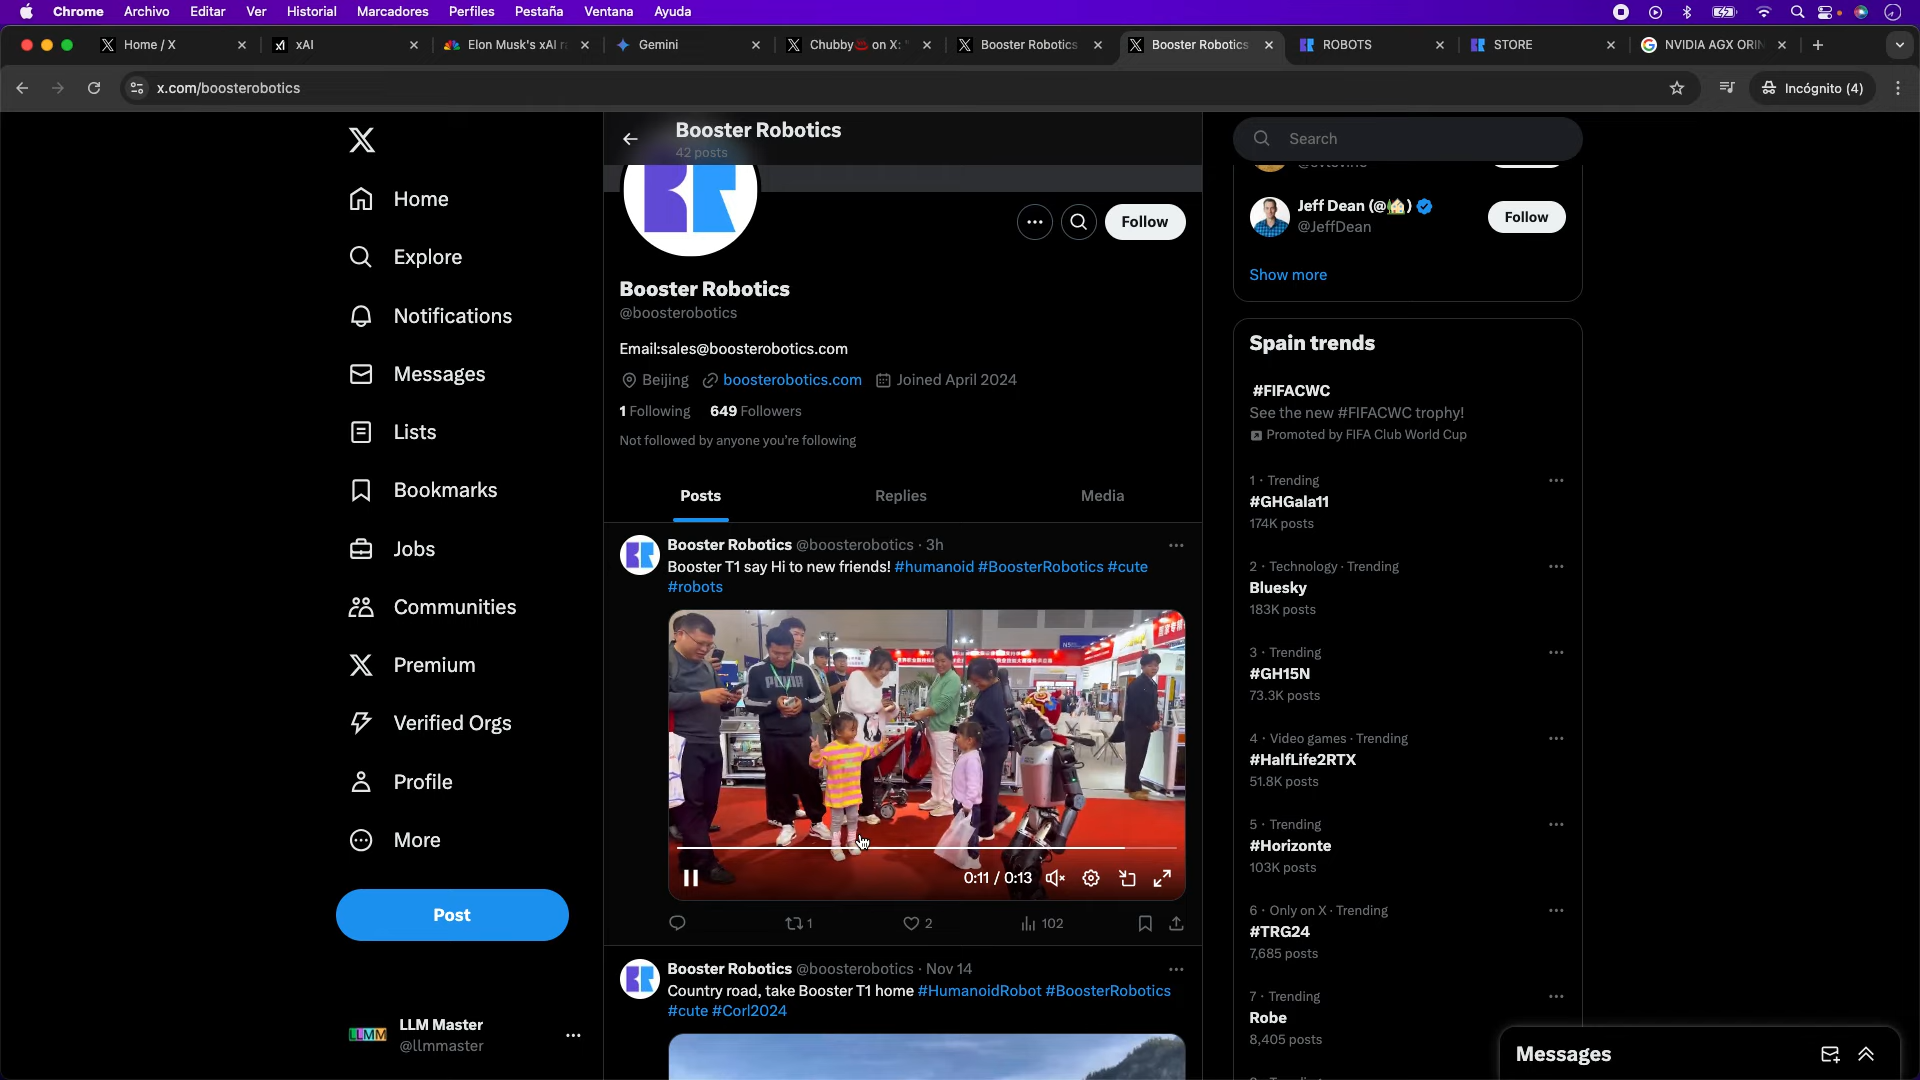 Chrome Archivo Editar Ver Historial Marcadores Perfiles Pestaña Ventana Ayuda
Home / X
xAI
Elon Musk's xAI
Gemini
Chubby on X: "
Booster Robotics
Booster Robotics
ROBOTS
STORE
NVIDIA AGX ORIN
x.com/boosterobotics
Incógnito (4)
Home
Explore
Notifications
Messages
Lists
Bookmarks
Jobs
Communities
Premium
Verified Orgs
Profile
More
Post
LLMM
LLM Master
@llmmaster
Booster Robotics
42 posts
Follow
Booster Robotics
@boosterobotics
Email:sales@boosterobotics.com
Beijing boosterobotics.com Joined April 2024
1 Following 649 Followers
Not followed by anyone you're following
Posts Replies Media
Booster Robotics @boosterobotics · 3h
Booster T1 say Hi to new friends! #humanoid #BoosterRobotics #cute
#robots
PUMA
0:11 / 0:13
1 2 102
Booster Robotics @boosterobotics · Nov 14
Country road, take Booster T1 home #HumanoidRobot #BoosterRobotics
#cute #Corl2024
Search
Jeff Dean (@🏡)
@JeffDean
Follow
Show more
Spain trends
#FIFACWC
See the new #FIFACWC trophy!
Promoted by FIFA Club World Cup
1 · Trending
#GHGala11
174K posts
2 · Technology · Trending
Bluesky
183K posts
3 · Trending
#GH15N
73.3K posts
4 · Video games · Trending
#HalfLife2RTX
51.8K posts
5 · Trending
#Horizonte
103K posts
6 · Only on X · Trending
#TRG24
7,685 posts
7 · Trending
Robe
8,405 posts
Messages